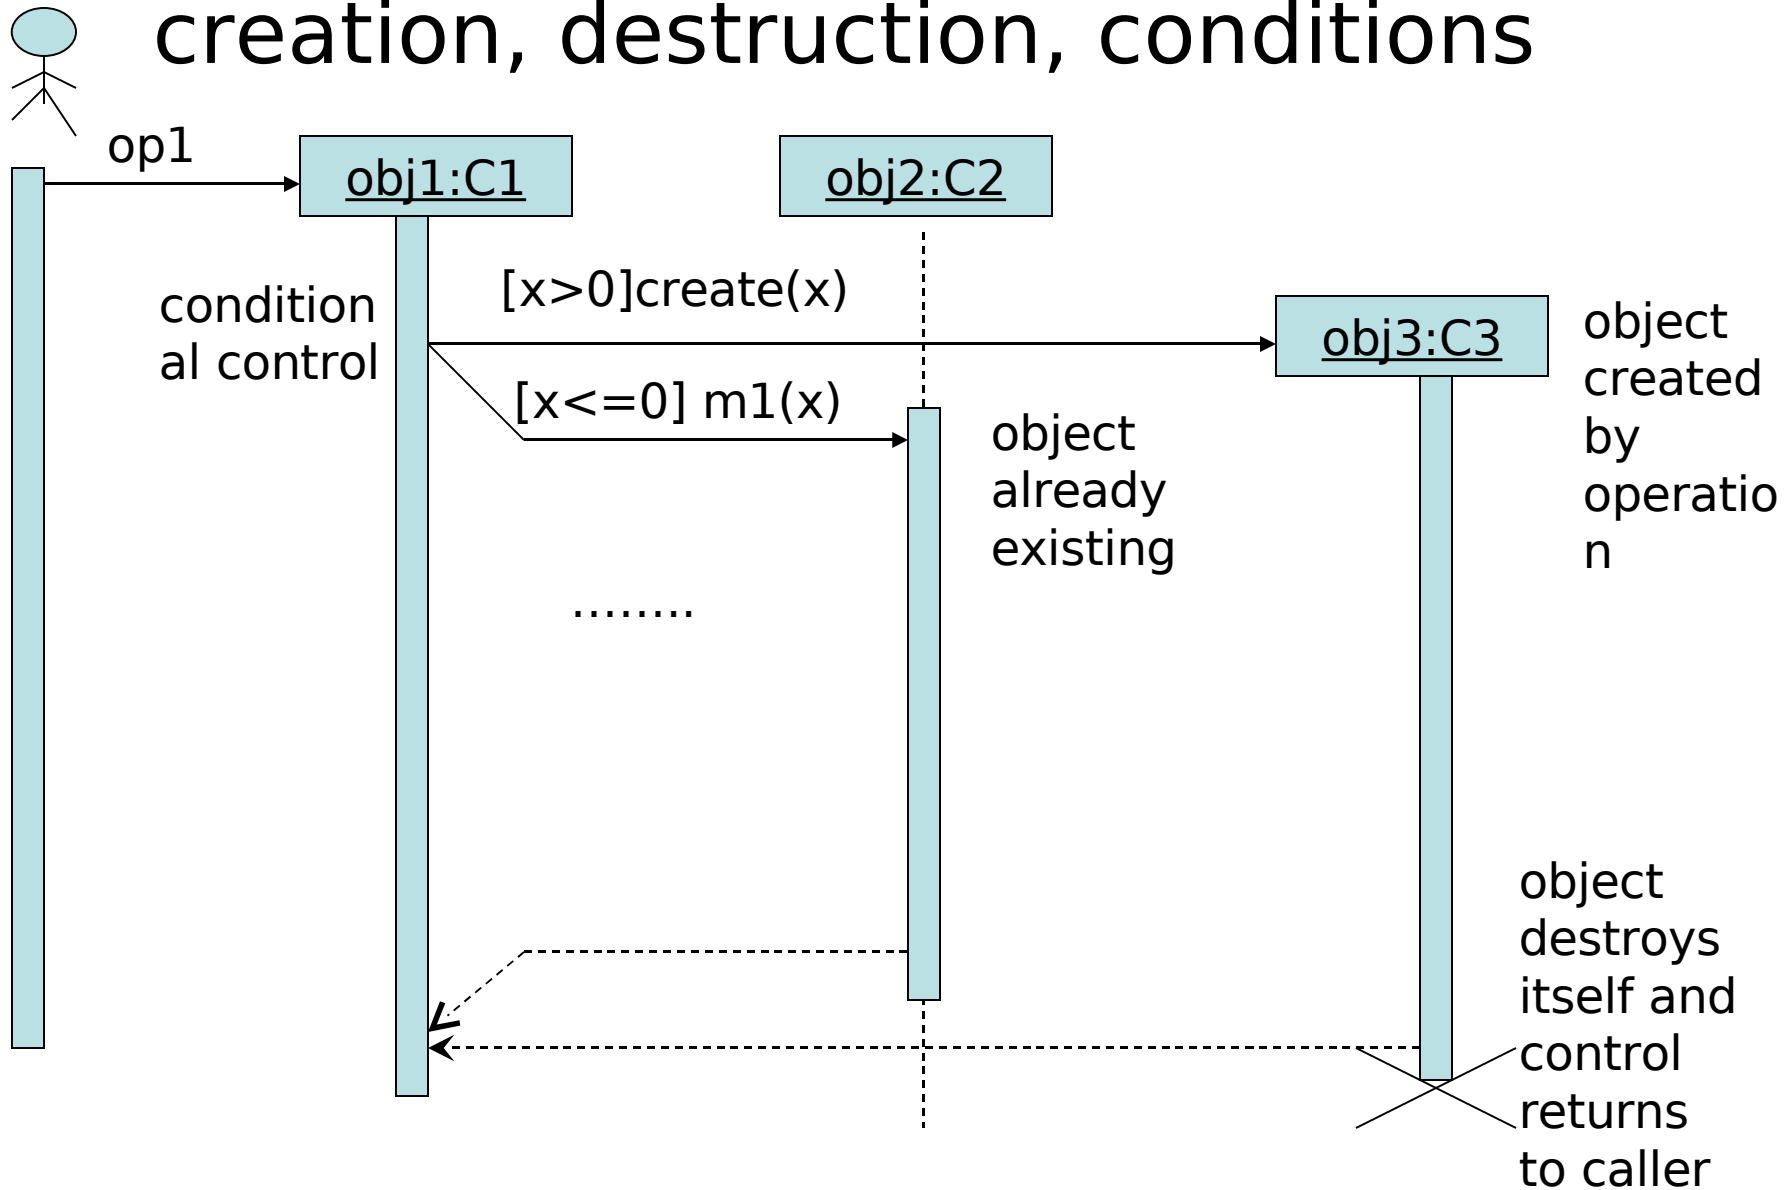 creation, destruction, conditions
op1
obj1:C1
obj2:C2
[x>0]create(x)
condition
al control
obj3:C3
object
created
by
operatio
n
[x<=0] m1(x)
object
already
existing
........
object
destroys
itself and
control
returns
to caller